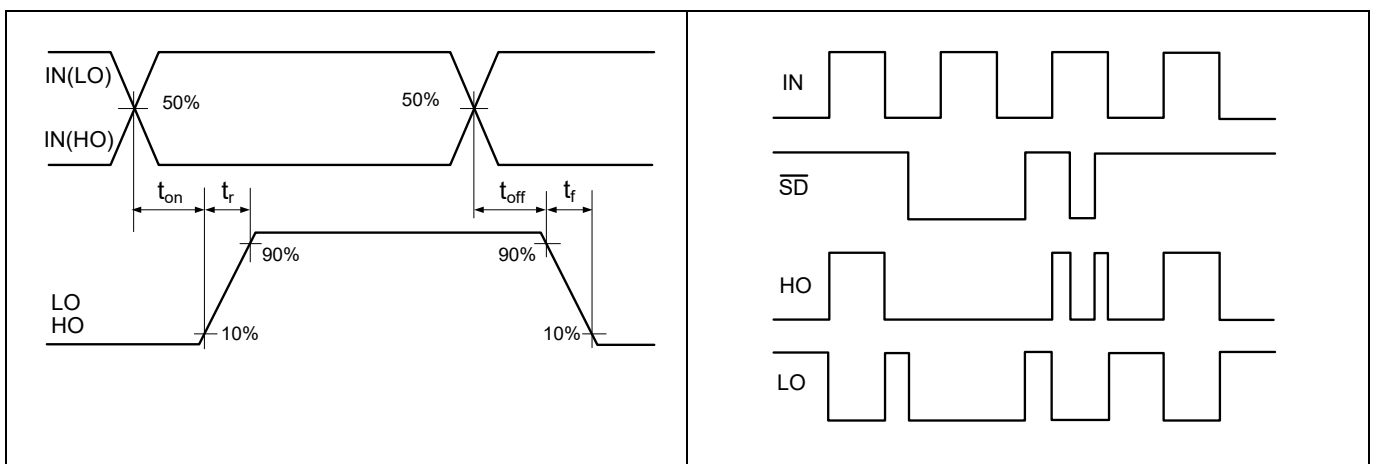 IN(LO)
50%
50%
IN(HO)
ton
tr
toff
tf
90%
90%
LO
HO
10%
10%
IN
SD
HO
LO